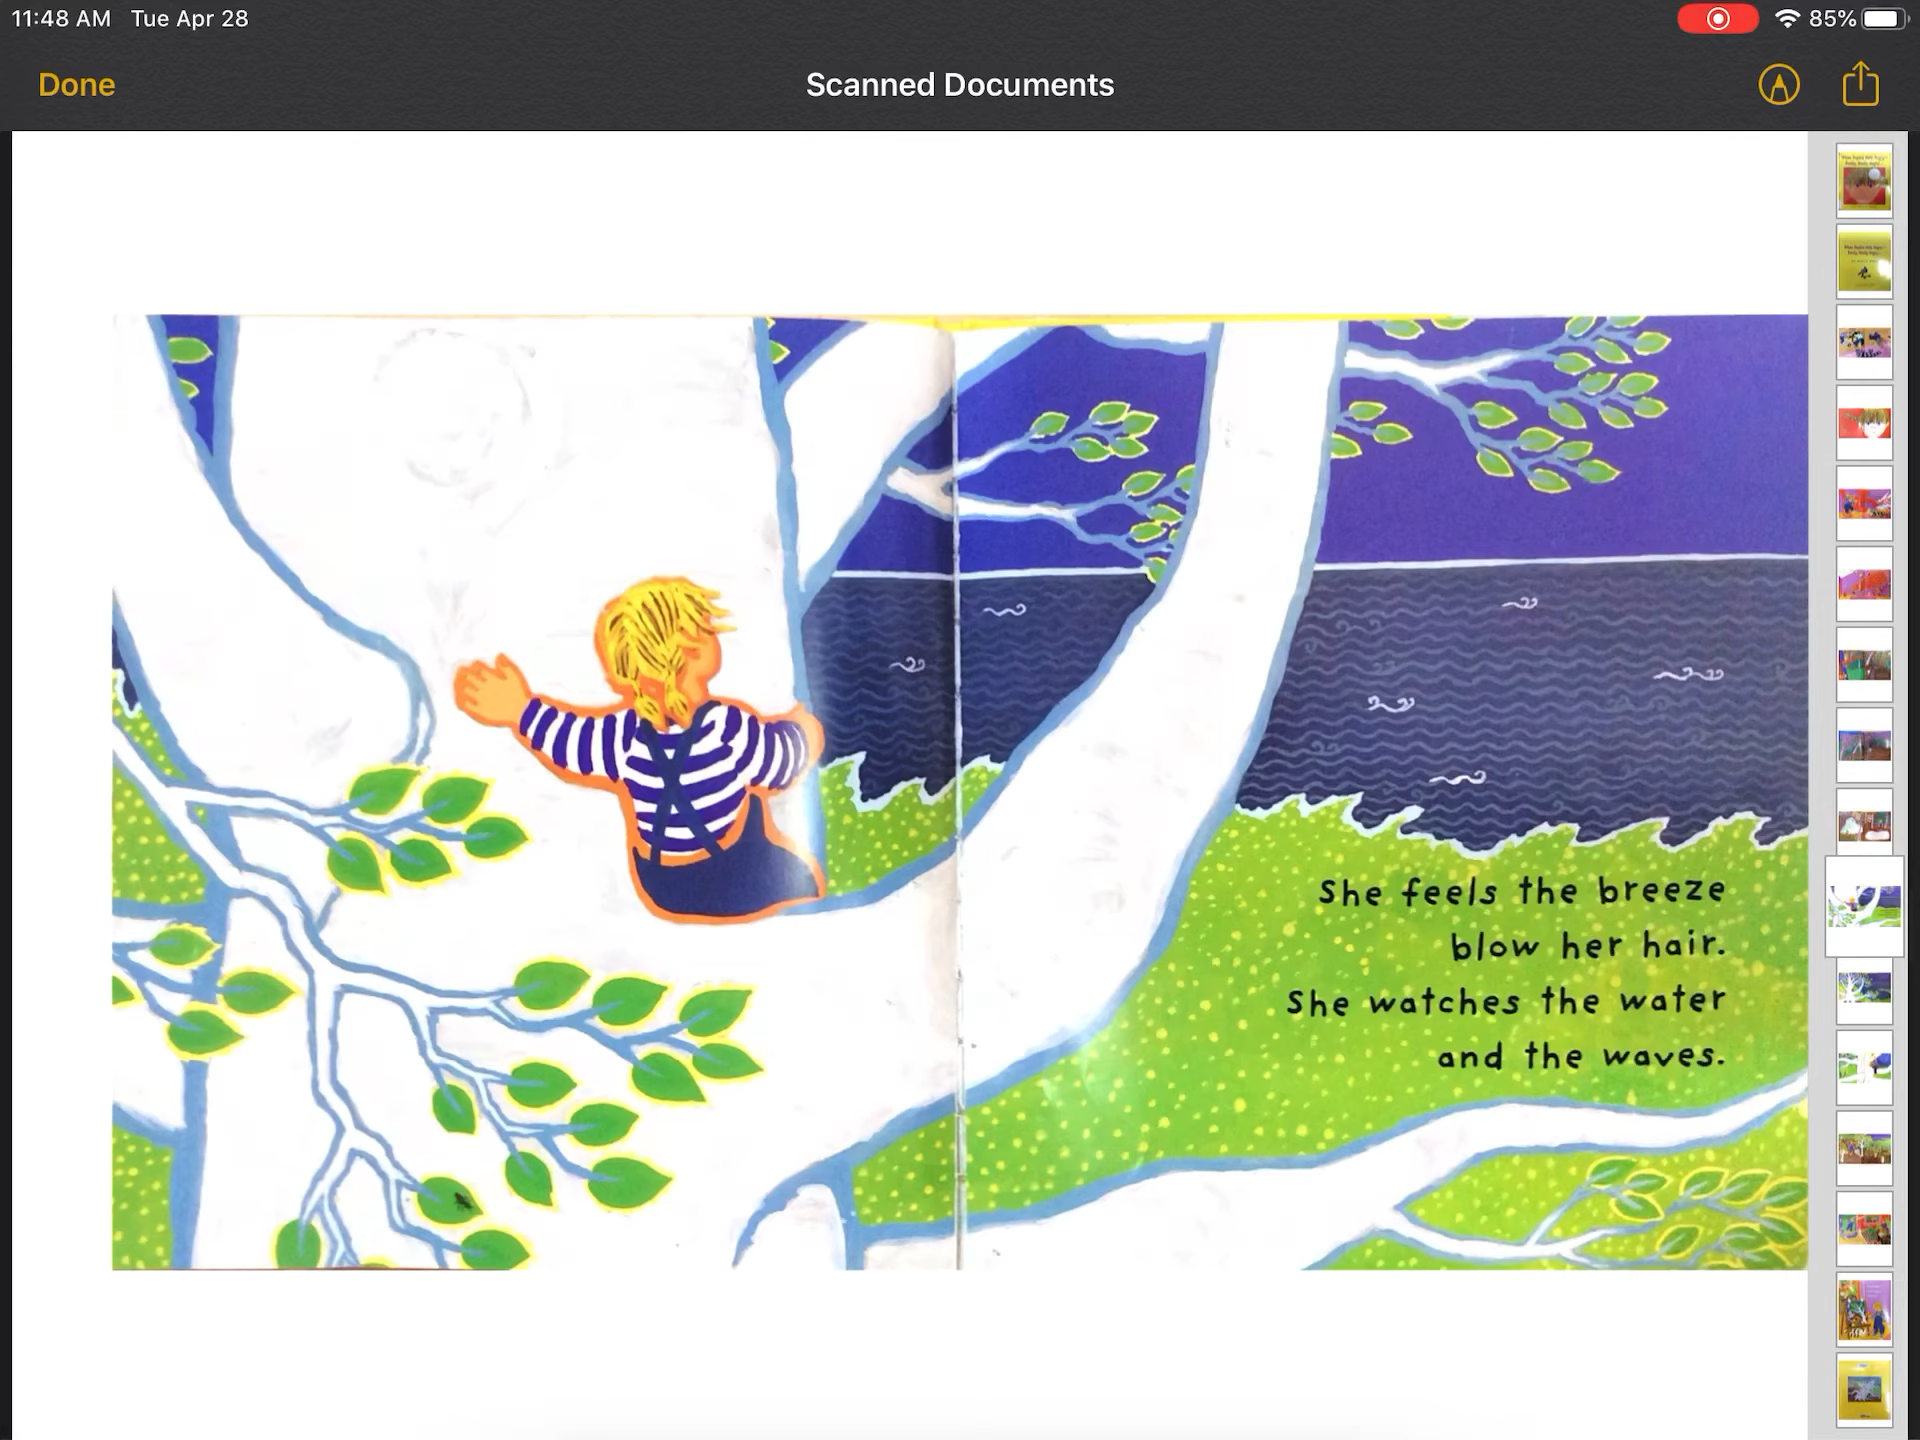 11:48 AM Tue Apr 28
85%
Done
Scanned Documents
She feels the breeze
blow her hair.
She watches the water
and the waves.